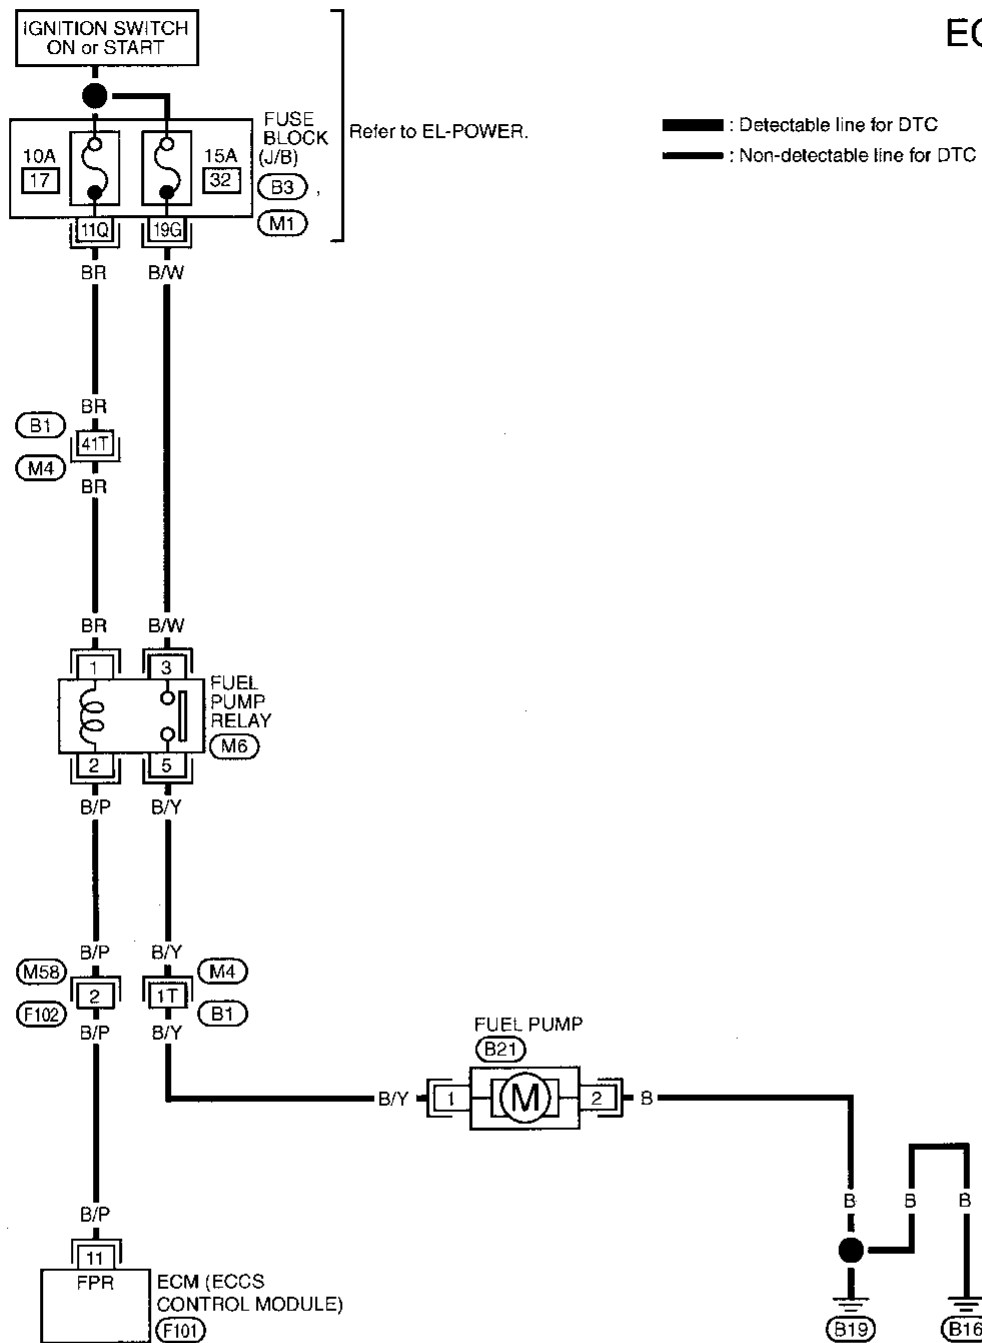 IGNITION SWITCH
ON or START
EC
Refer to EL-POWER.
: Detectable line for DTC
: Non-detectable line for DTC
FUSE
BLOCK
(J/B)
B3 ,
M1
10A
17
15A
32
11Q
19G
BR
B/W
BR
B1
41T
M4
BR
BR
B/W
1
3
FUEL
PUMP
RELAY
M6
2
5
B/P
B/Y
B/P
B/Y
M58
M4
2
1T
F102
B1
B/P
B/Y
FUEL PUMP
B21
B/Y
1
M
2
B
B
B
B
B/P
11
FPR
ECM (ECCS
CONTROL MODULE)
F101
B19
B16